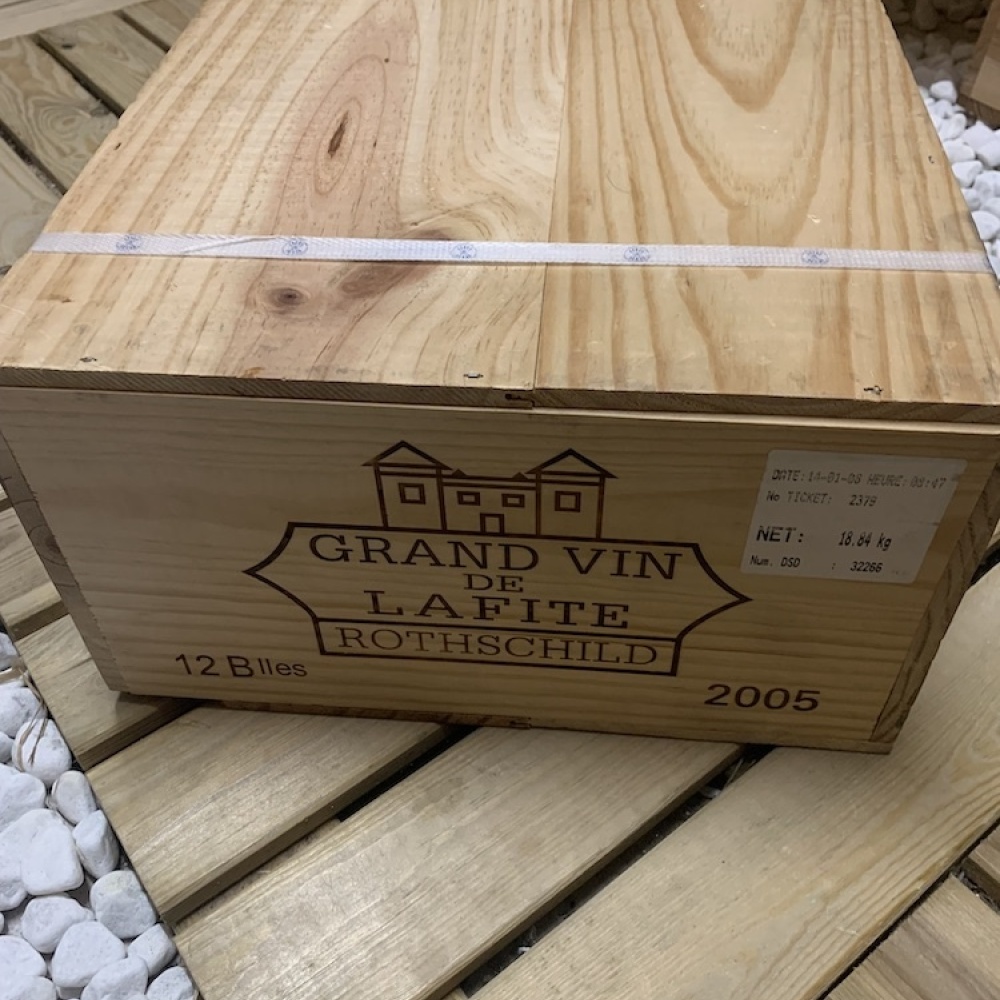 GRAND VIN
DE
LAFITE
ROTHSCHILD
12 Blles
2005
DATE: 14-01-08 HEURE: 08:47
No TICKET: 2379
NET: 18.84 kg
Num. DSD : 32266